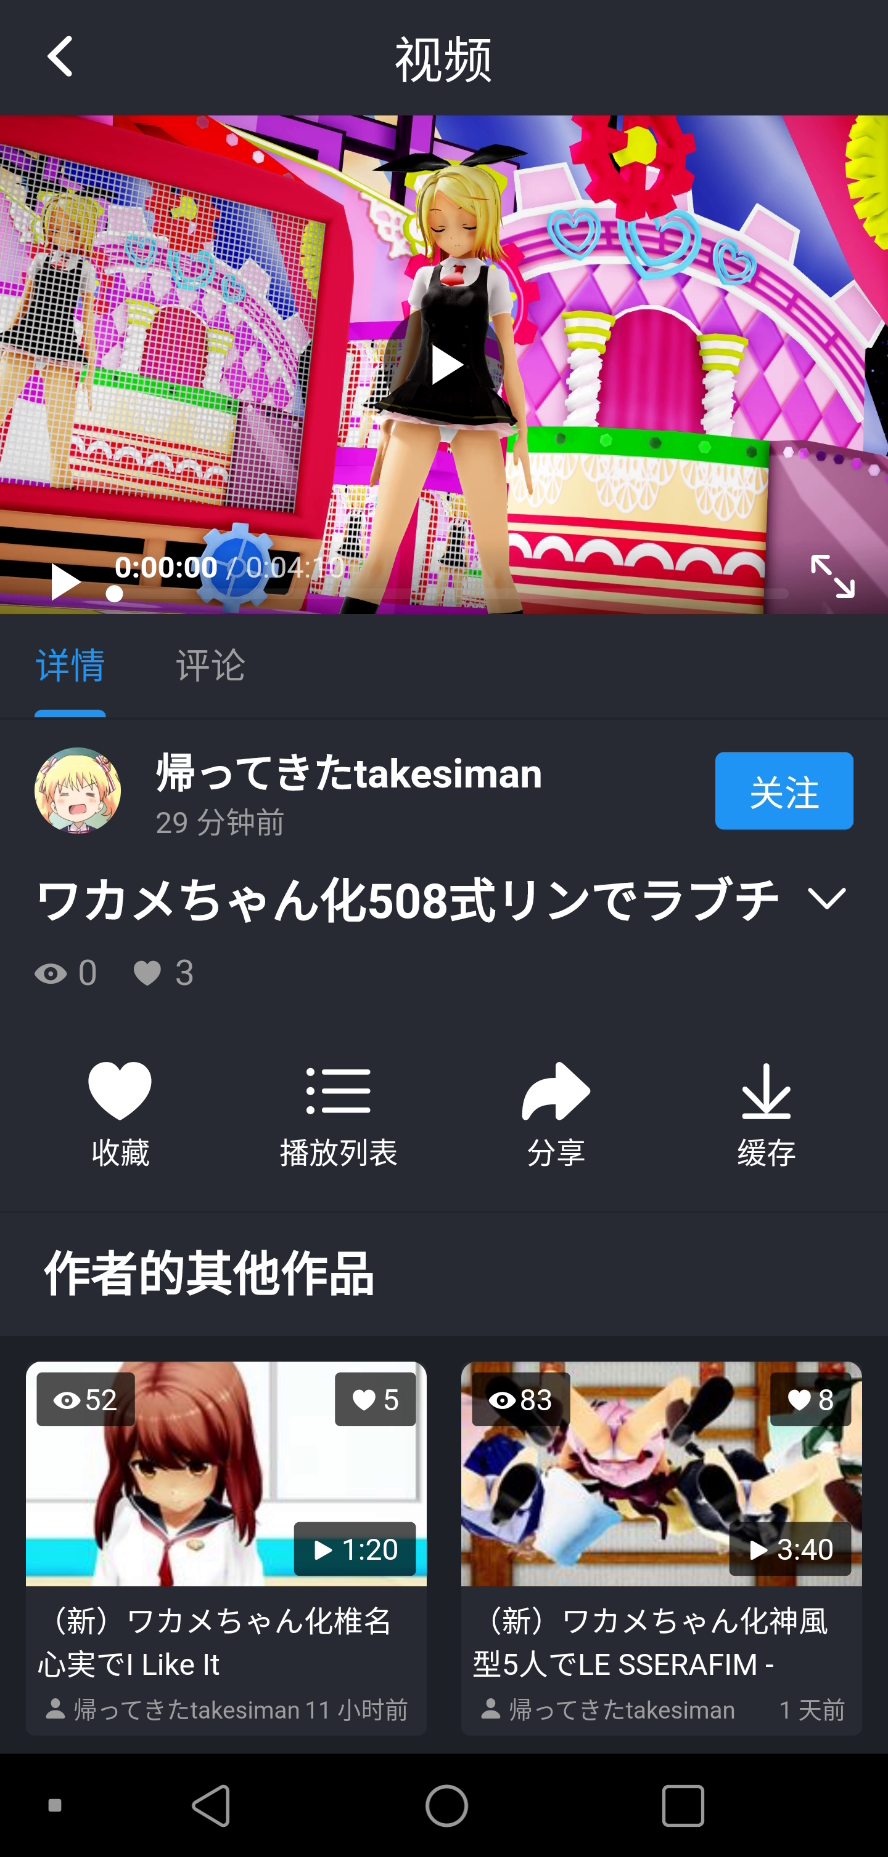 视频
0:00:00 / 0:04:10
详情 评论
帰ってきたtakesiman
29 分钟前
关注
ワカメちゃん化508式リンでラブチ
0 3
收藏 播放列表 分享 缓存
作者的其他作品
52 5
1:20
（新）ワカメちゃん化椎名
心実でI Like It
帰ってきたtakesiman 11 小时前
83 8
3:40
（新）ワカメちゃん化神風
型5人でLE SSERAFIM -
帰ってきたtakesiman 1 天前